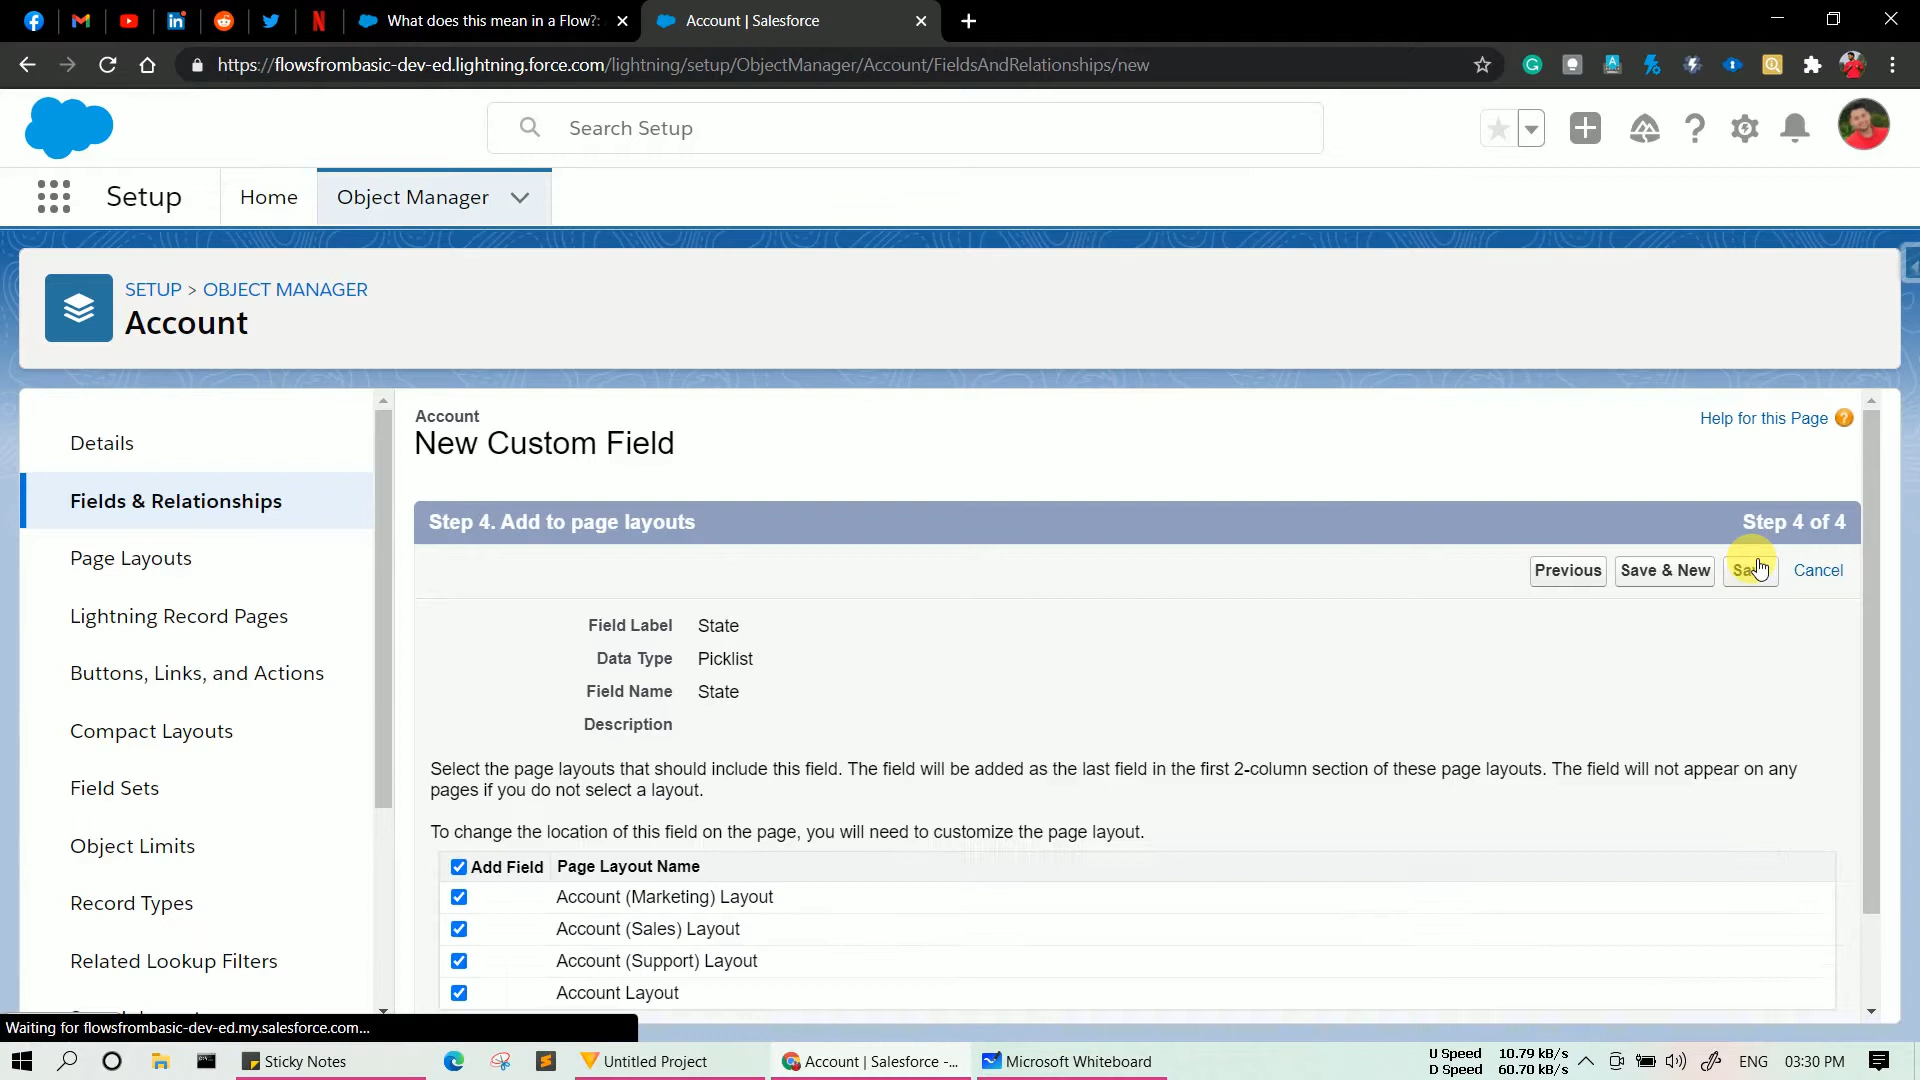 What does this mean in a Flow?:
Account | Salesforce
https://flowsfrombasic-dev-ed.lightning.force.com/lightning/setup/ObjectManager/Account/FieldsAndRelationships/new
Search Setup
Setup
Home
Object Manager
SETUP > OBJECT MANAGER
Account
Details
Fields & Relationships
Page Layouts
Lightning Record Pages
Buttons, Links, and Actions
Compact Layouts
Field Sets
Object Limits
Record Types
Related Lookup Filters
Account
New Custom Field
Help for this Page
Step 4. Add to page layouts
Step 4 of 4
Previous
Save & New
Save
Cancel
Field Label State
Data Type Picklist
Field Name State
Description
Select the page layouts that should include this field. The field will be added as the last field in the first 2-column section of these page layouts. The field will not appear on any
pages if you do not select a layout.
To change the location of this field on the page, you will need to customize the page layout.
Add Field Page Layout Name
Account (Marketing) Layout
Account (Sales) Layout
Account (Support) Layout
Account Layout
Waiting for flowsfrombasic-dev-ed.my.salesforce.com...
Sticky Notes
Untitled Project
Account | Salesforce -...
Microsoft Whiteboard
U Speed 10.79 kB/s
D Speed 60.70 kB/s
ENG
03:30 PM